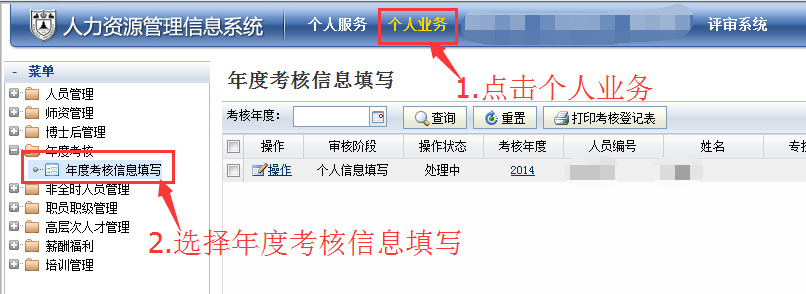 人力资源管理信息系统 个人服务 个人业务 评审系统
1.点击个人业务
- 菜单
人员管理
师资管理
博士后管理
年度考核
年度考核信息填写
非全时人员管理
职员职级管理
高层次人才管理
薪酬福利
培训管理
年度考核信息填写
考核年度： 查询 重置 打印考核登记表
操作 审核阶段 操作状态 考核年度 人员编号 姓名 专技
操作 个人信息填写 处理中 2014
2.选择年度考核信息填写